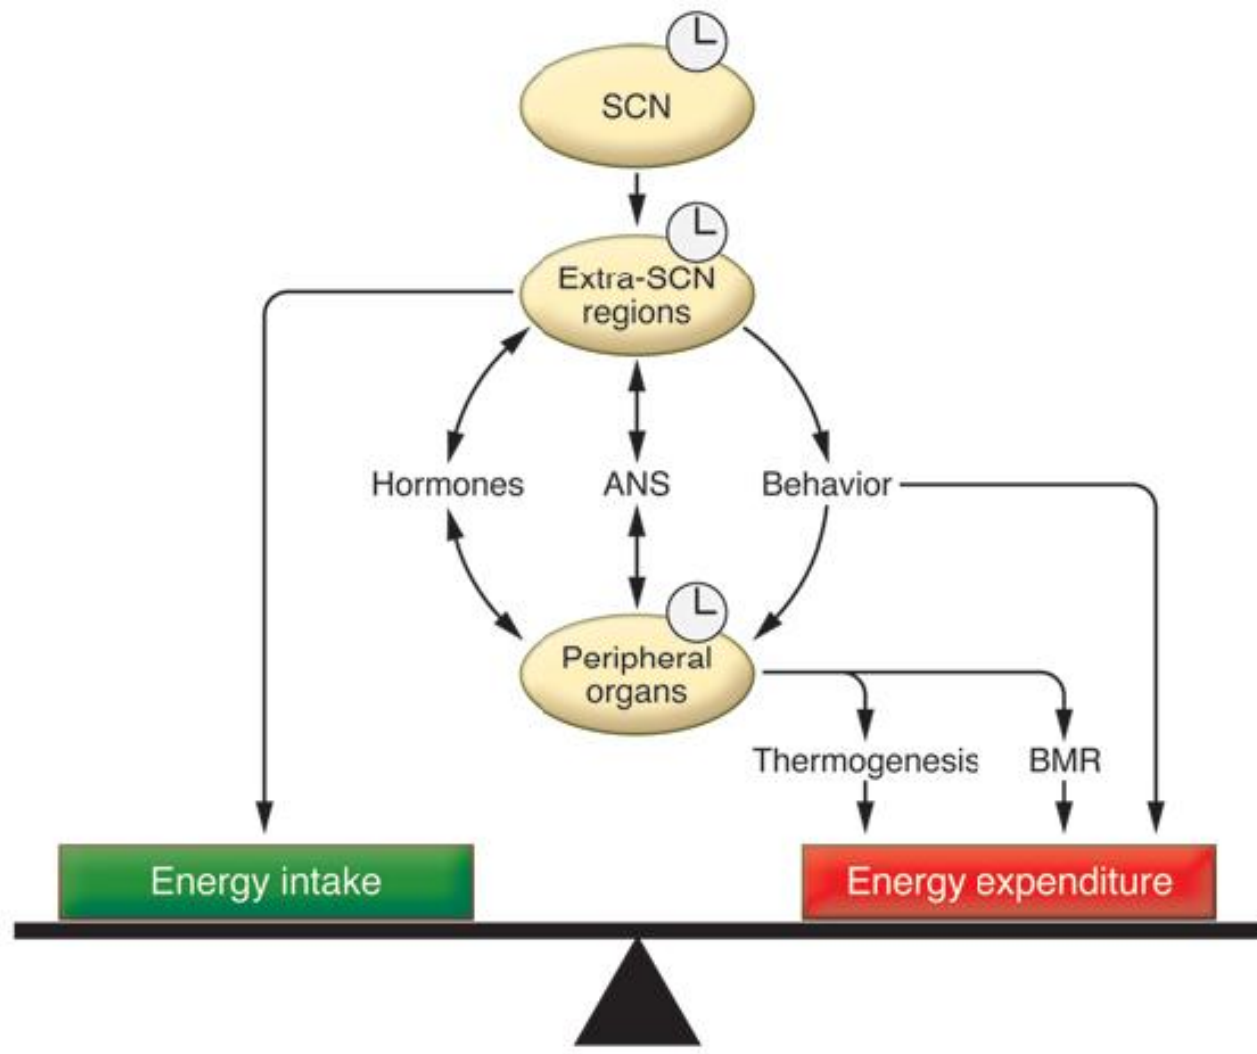 SCN
Extra-SCN
regions
Hormones
ANS
Behavior
Peripheral
organs
Thermogenesis
BMR
Energy intake
Energy expenditure